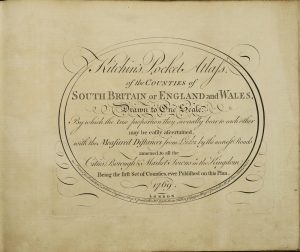 Kitchin's Pocket Atlass,
of the COUNTIES of
SOUTH BRITAIN or ENGLAND and WALES,
Drawn to One Scale.
By which the true proportion they severally bear to each other
may be easily ascertained.
with the Measured Distances from London by the nearest Roads
annexed to all the
Cities Borough & Market Towns in the Kingdom
Being the first Set of Counties, ever Published on this Plan.
1769.
LONDON